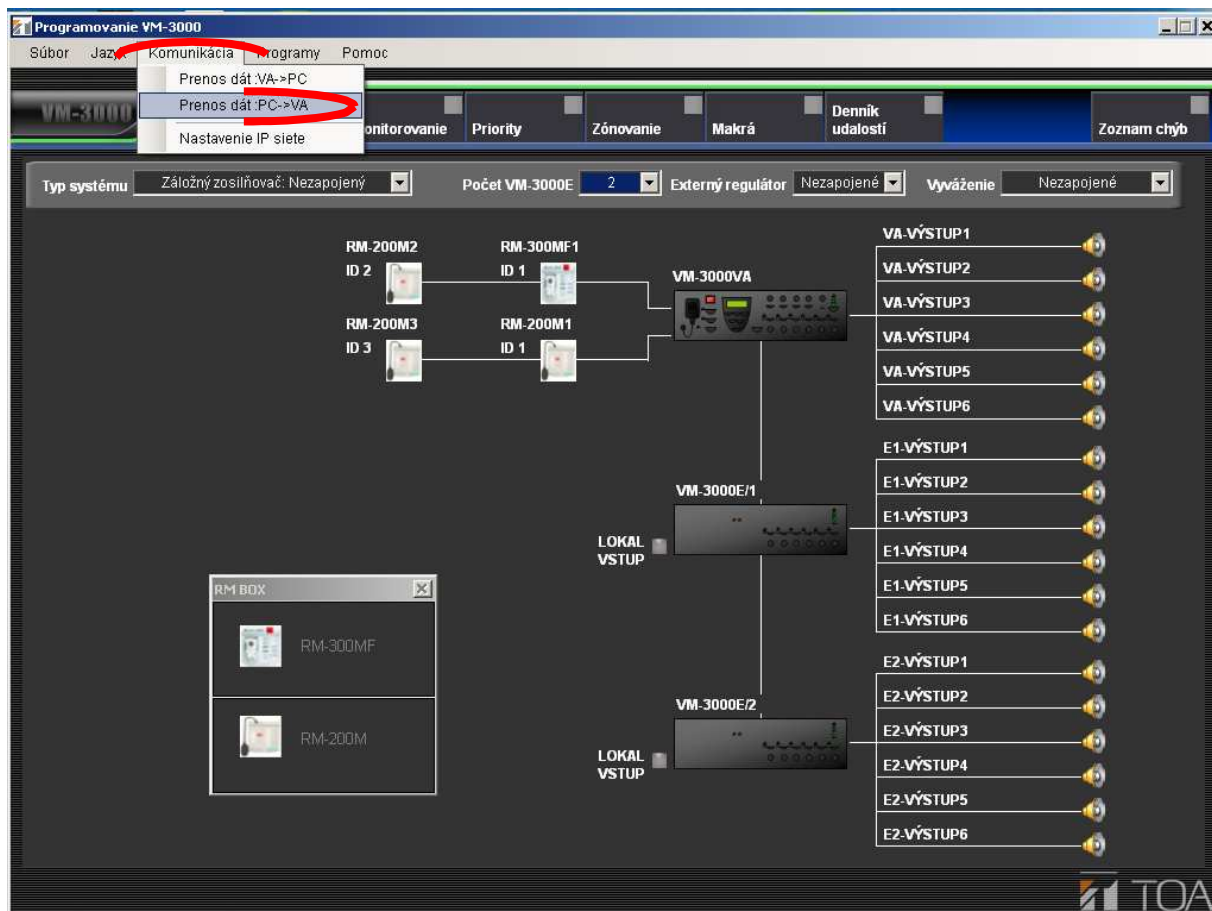 Programovanie VM-3000
Súbor Jazyk Komunikácia Programy Pomoc
Prenos dát :VA->PC
Prenos dát :PC->VA
Nastavenie IP siete
VM-3000
onitorovanie
Priority
Zónovanie
Makrá
Denník
udalostí
Zoznam chýb
Typ systému Záložný zosilňovač: Nezapojený Počet VM-3000E 2 Externý regulátor Nezapojené Vyváženie Nezapojené
RM-200M2
ID 2
RM-300MF1
ID 1
RM-200M3
ID 3
RM-200M1
ID 1
VM-3000VA
VA-VÝSTUP1
VA-VÝSTUP2
VA-VÝSTUP3
VA-VÝSTUP4
VA-VÝSTUP5
VA-VÝSTUP6
VM-3000E/1
LOKAL
VSTUP
E1-VÝSTUP1
E1-VÝSTUP2
E1-VÝSTUP3
E1-VÝSTUP4
E1-VÝSTUP5
E1-VÝSTUP6
RM BOX
RM-300MF
RM-200M
VM-3000E/2
LOKAL
VSTUP
E2-VÝSTUP1
E2-VÝSTUP2
E2-VÝSTUP3
E2-VÝSTUP4
E2-VÝSTUP5
E2-VÝSTUP6
TOA